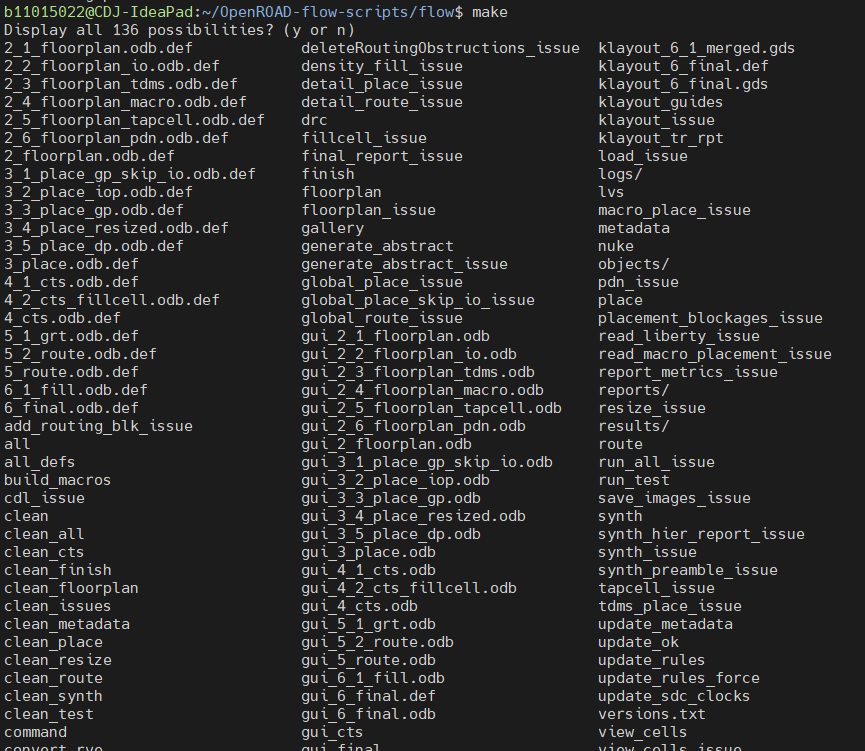 b11015022@CDJ-IdeaPad:~/OpenROAD-flow-scripts/flow$ make
Display all 136 possibilities? (y or n)
2_1_floorplan.odb.def deleteRoutingObstructions_issue klayout_6_1_merged.gds
2_2_floorplan_io.odb.def density_fill_issue klayout_6_final.def
2_3_floorplan_tdms.odb.def detail_place_issue klayout_6_final.gds
2_4_floorplan_macro.odb.def detail_route_issue klayout_guides
2_5_floorplan_tapcell.odb.def drc klayout_issue
2_6_floorplan_pdn.odb.def fillcell_issue klayout_tr_rpt
2_floorplan.odb.def final_report_issue load_issue
3_1_place_gp_skip_io.odb.def finish logs/
3_2_place_iop.odb.def floorplan lvs
3_3_place_gp.odb.def floorplan_issue macro_place_issue
3_4_place_resized.odb.def gallery metadata
3_5_place_dp.odb.def generate_abstract nuke
3_place.odb.def generate_abstract_issue objects/
4_1_cts.odb.def global_place_issue pdn_issue
4_2_cts_fillcell.odb.def global_place_skip_io_issue place
4_cts.odb.def global_route_issue placement_blockages_issue
5_1_grt.odb.def gui_2_1_floorplan.odb read_liberty_issue
5_2_route.odb.def gui_2_2_floorplan_io.odb read_macro_placement_issue
5_route.odb.def gui_2_3_floorplan_tdms.odb report_metrics_issue
6_1_fill.odb.def gui_2_4_floorplan_macro.odb reports/
6_final.odb.def gui_2_5_floorplan_tapcell.odb resize_issue
add_routing_blk_issue gui_2_6_floorplan_pdn.odb results/
all gui_2_floorplan.odb route
all_defs gui_3_1_place_gp_skip_io.odb run_all_issue
build_macros gui_3_2_place_iop.odb run_test
cdl_issue gui_3_3_place_gp.odb save_images_issue
clean gui_3_4_place_resized.odb synth
clean_all gui_3_5_place_dp.odb synth_hier_report_issue
clean_cts gui_3_place.odb synth_issue
clean_finish gui_4_1_cts.odb synth_preamble_issue
clean_floorplan gui_4_2_cts_fillcell.odb tapcell_issue
clean_issues gui_4_cts.odb tdms_place_issue
clean_metadata gui_5_1_grt.odb update_metadata
clean_place gui_5_2_route.odb update_ok
clean_resize gui_5_route.odb update_rules
clean_route gui_6_1_fill.odb update_rules_force
clean_synth gui_6_final.def update_sdc_clocks
clean_test gui_6_final.odb versions.txt
command gui_cts view_cells
convert_rve gui_final view_cells_issue